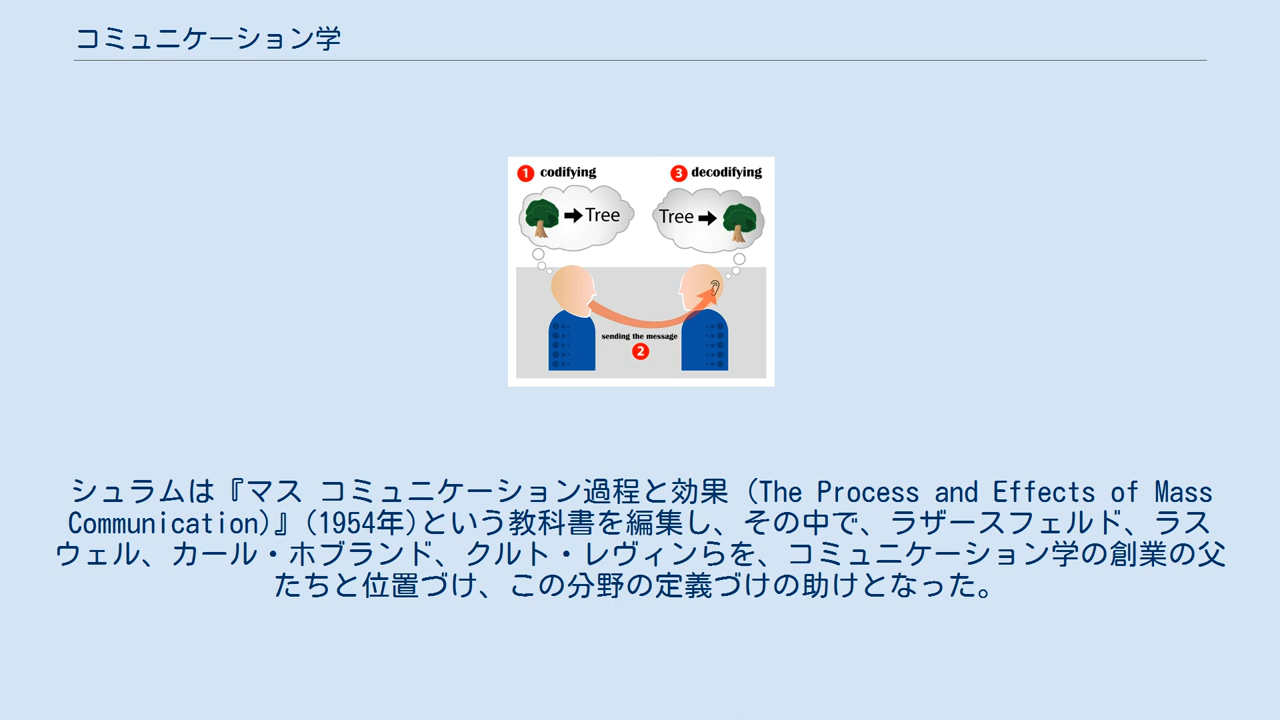 コミュニケーション学
1 codifying
3 decodifying
Tree
Tree
sending the message
2
シュラムは『マス コミュニケーション過程と効果 (The Process and Effects of Mass
Communication)』(1954年)という教科書を編集し、その中で、ラザースフェルド、ラス
ウェル、カール・ホブランド、クルト・レヴィンらを、コミュニケーション学の創業の父
たちと位置づけ、この分野の定義づけの助けとなった。